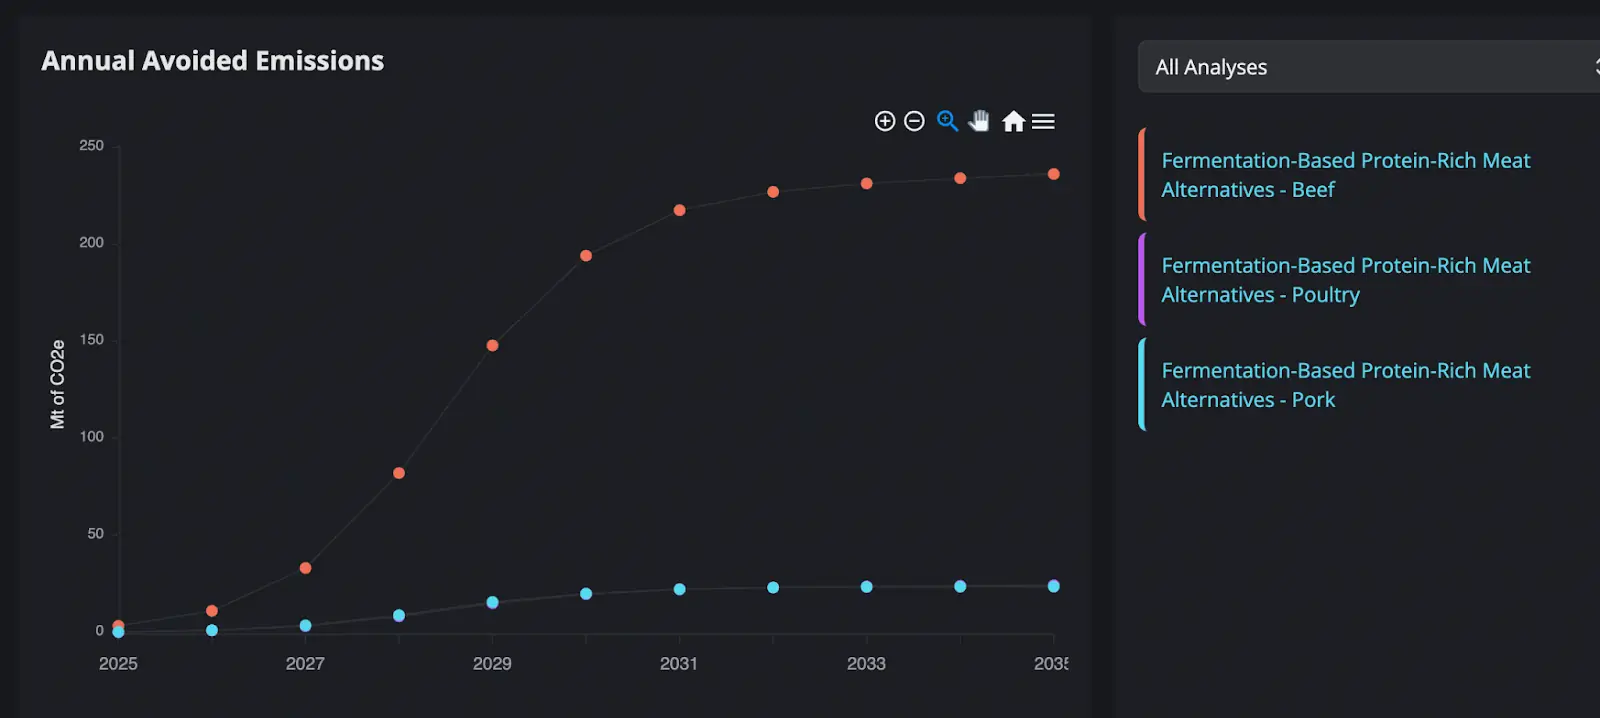 Annual Avoided Emissions
All Analyses
250
200
150
100
50
0
Mt of CO2e
2025
2027
2029
2031
2033
2035
Fermentation-Based Protein-Rich Meat
Alternatives - Beef
Fermentation-Based Protein-Rich Meat
Alternatives - Poultry
Fermentation-Based Protein-Rich Meat
Alternatives - Pork